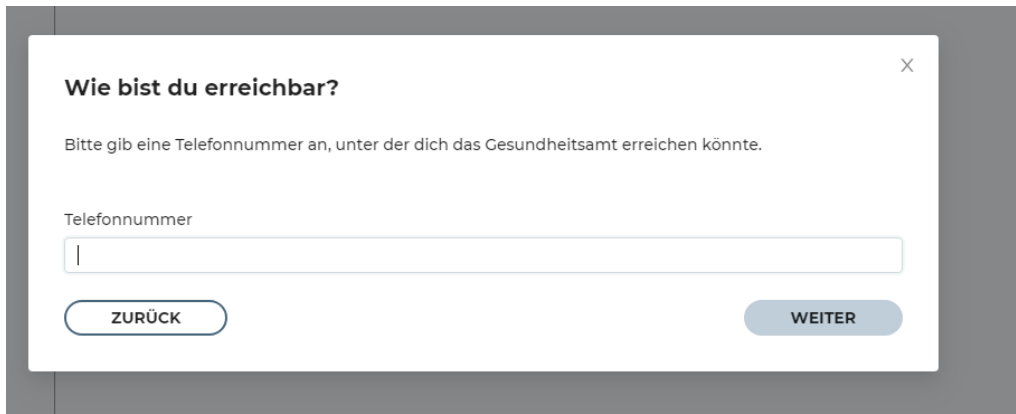 X
Wie bist du erreichbar?
Bitte gib eine Telefonnummer an, unter der dich das Gesundheitsamt erreichen könnte.
Telefonnummer
ZURÜCK
WEITER